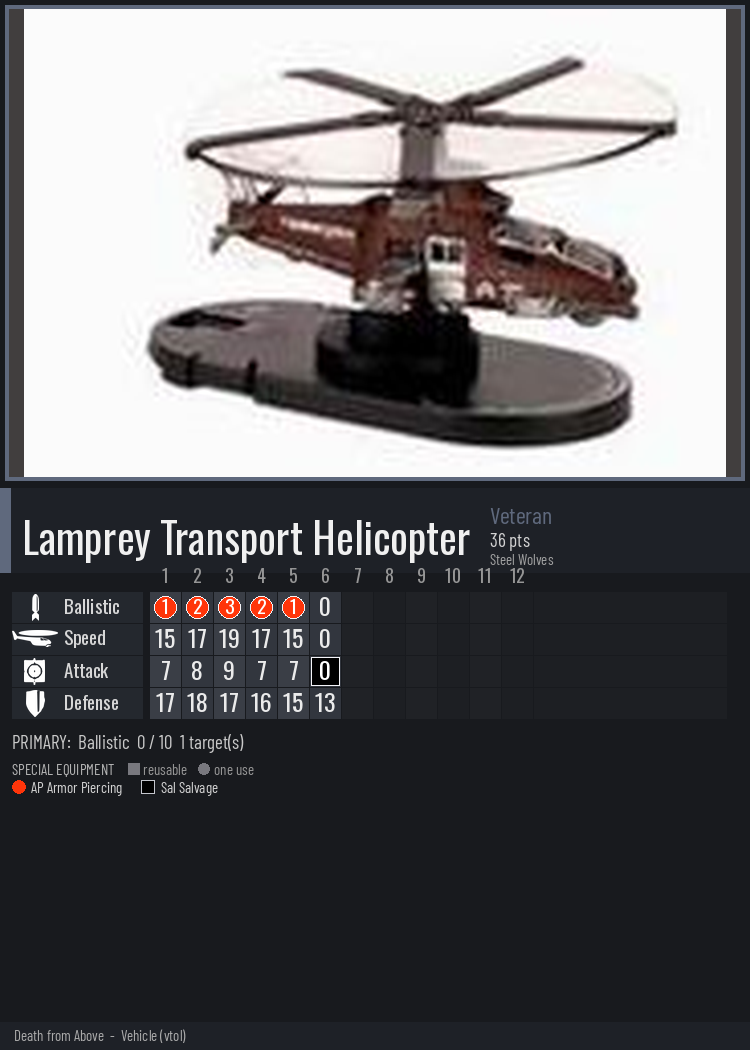 Lamprey Transport Helicopter
Veteran
36 pts
Steel Wolves
1 2 3 4 5 6 7 8 9 10 11 12
Ballistic 1 2 3 2 1 0
Speed 15 17 19 17 15 0
Attack 7 8 9 7 7 0
Defense 17 18 17 16 15 13
PRIMARY: Ballistic 0 / 10 1 target(s)
SPECIAL EQUIPMENT reusable one use
AP Armor Piercing Sal Salvage
Death from Above - Vehicle (vtol)